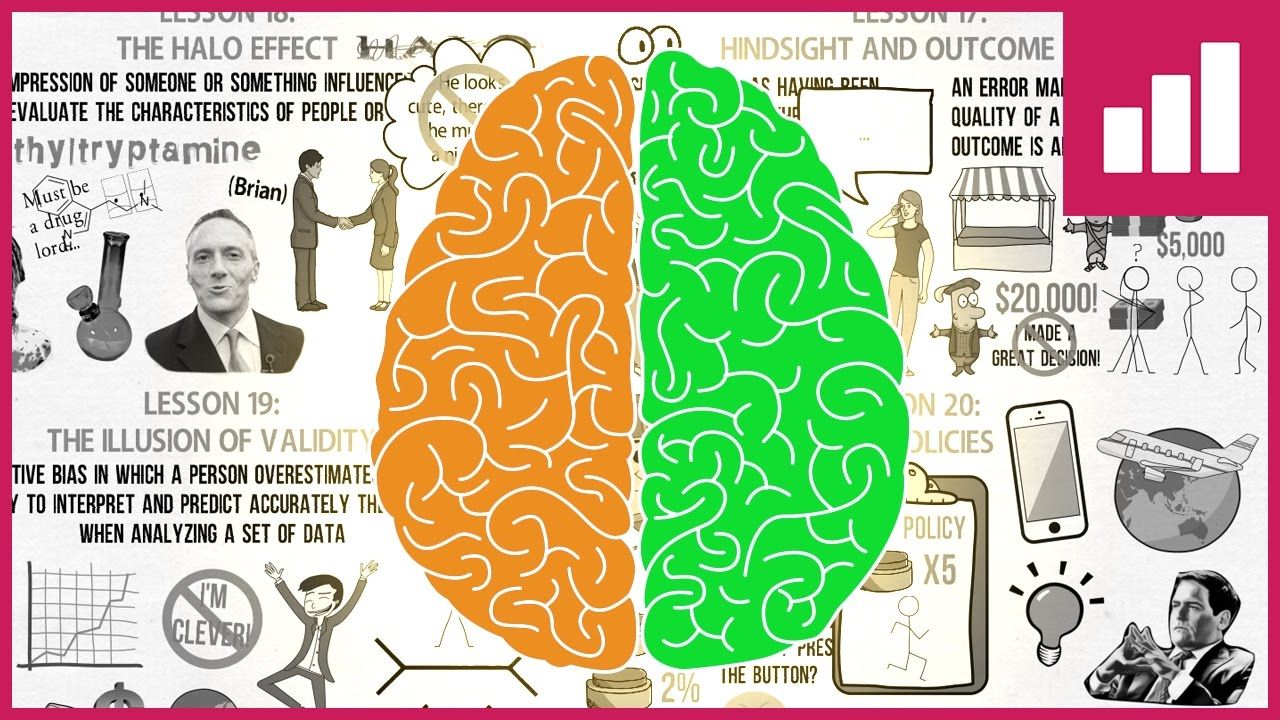 LESSON 18:
THE HALO EFFECT
MPRESSION OF SOMEONE OR SOMETHING INFLUENCE
EVALUATE THE CHARACTERISTICS OF PEOPLE OR
He looks
cute, there
he mu
a ni
thyltryptamine
Must be
a drug
lord...
N
N
(Brian)
LESSON 17:
HINDSIGHT AND OUTCOME
AS HAVING BEEN
AN ERROR MA
QUALITY OF A
OUTCOME IS A
...
?
$5,000
$20,000!
I MADE A
GREAT DECISION!
LESSON 19:
THE ILLUSION OF VALIDITY
TIVE BIAS IN WHICH A PERSON OVERESTIMATE
Y TO INTERPRET AND PREDICT ACCURATELY THE
WHEN ANALYZING A SET OF DATA
I'M
CLEVER!
ON 20:
OLICIES
POLICY
X5
PRES
THE BUTTON?
2%